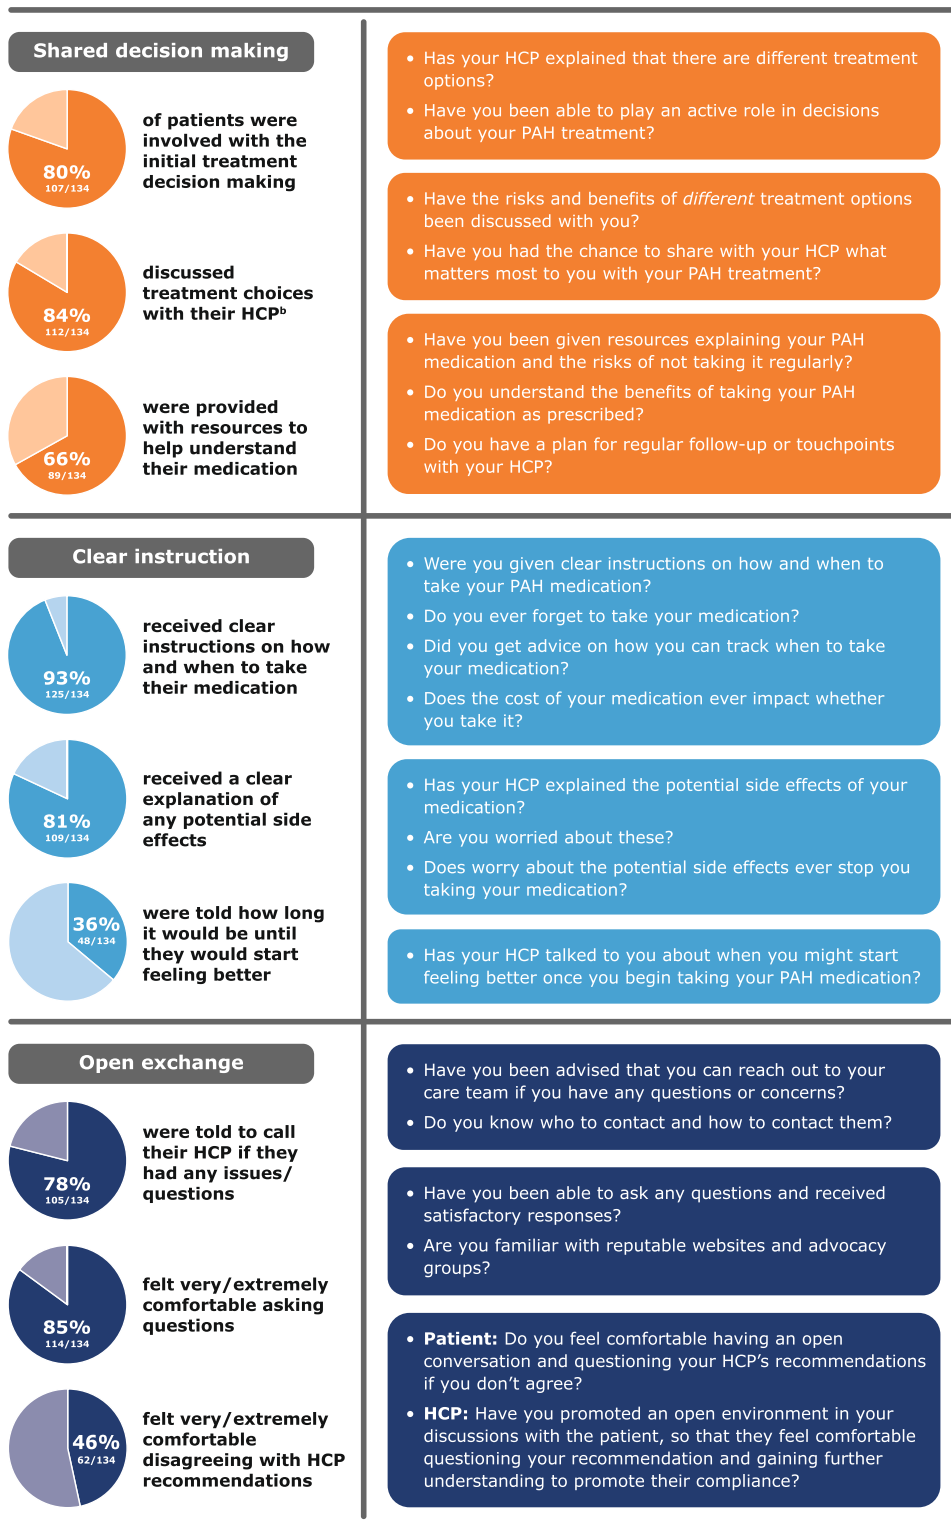 Shared decision making
80%
107/134
of patients were
involved with the
initial treatment
decision making
• Has your HCP explained that there are different treatment
options?
• Have you been able to play an active role in decisions
about your PAH treatment?
84%
112/134
discussed
treatment choices
with their HCPᵇ
• Have the risks and benefits of different treatment options
been discussed with you?
• Have you had the chance to share with your HCP what
matters most to you with your PAH treatment?
66%
89/134
were provided
with resources to
help understand
their medication
• Have you been given resources explaining your PAH
medication and the risks of not taking it regularly?
• Do you understand the benefits of taking your PAH
medication as prescribed?
• Do you have a plan for regular follow-up or touchpoints
with your HCP?
Clear instruction
93%
125/134
received clear
instructions on how
and when to take
their medication
• Were you given clear instructions on how and when to
take your PAH medication?
• Do you ever forget to take your medication?
• Did you get advice on how you can track when to take
your medication?
• Does the cost of your medication ever impact whether
you take it?
81%
109/134
received a clear
explanation of
any potential side
effects
• Has your HCP explained the potential side effects of your
medication?
• Are you worried about these?
• Does worry about the potential side effects ever stop you
taking your medication?
36%
48/134
were told how long
it would be until
they would start
feeling better
• Has your HCP talked to you about when you might start
feeling better once you begin taking your PAH medication?
Open exchange
78%
105/134
were told to call
their HCP if they
had any issues/
questions
• Have you been advised that you can reach out to your
care team if you have any questions or concerns?
• Do you know who to contact and how to contact them?
85%
114/134
felt very/extremely
comfortable asking
questions
• Have you been able to ask any questions and received
satisfactory responses?
• Are you familiar with reputable websites and advocacy
groups?
46%
62/134
felt very/extremely
comfortable
disagreeing with HCP
recommendations
• Patient: Do you feel comfortable having an open
conversation and questioning your HCP’s recommendations
if you don’t agree?
• HCP: Have you promoted an open environment in your
discussions with the patient, so that they feel comfortable
questioning your recommendation and gaining further
understanding to promote their compliance?